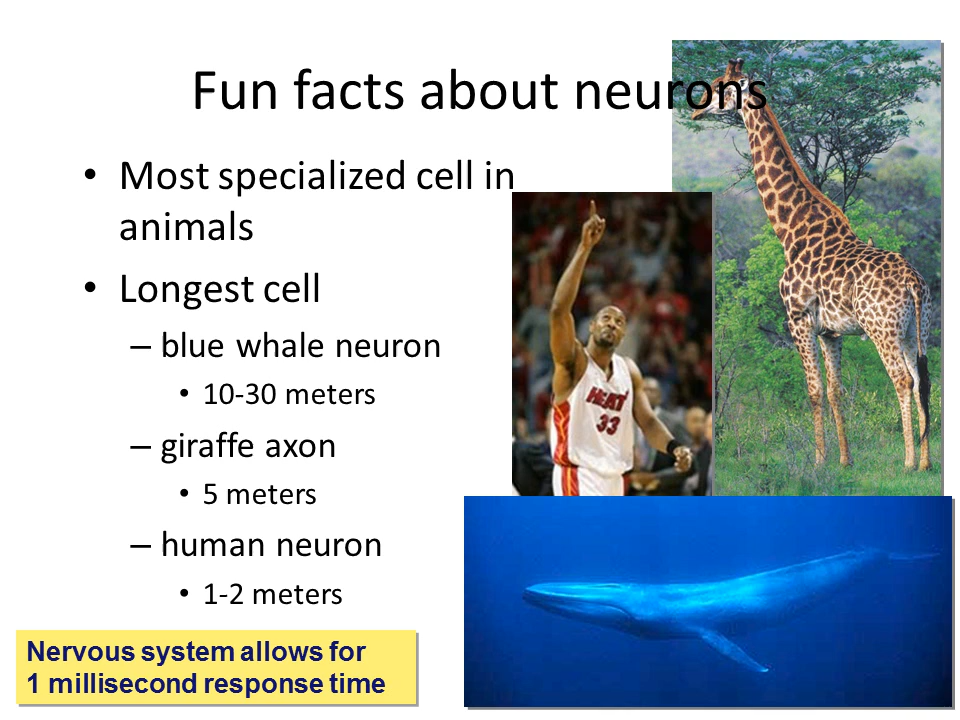 Fun facts about neurons
• Most specialized cell in
animals
• Longest cell
– blue whale neuron
• 10-30 meters
– giraffe axon
• 5 meters
– human neuron
• 1-2 meters
Nervous system allows for
1 millisecond response time
HEAT
33